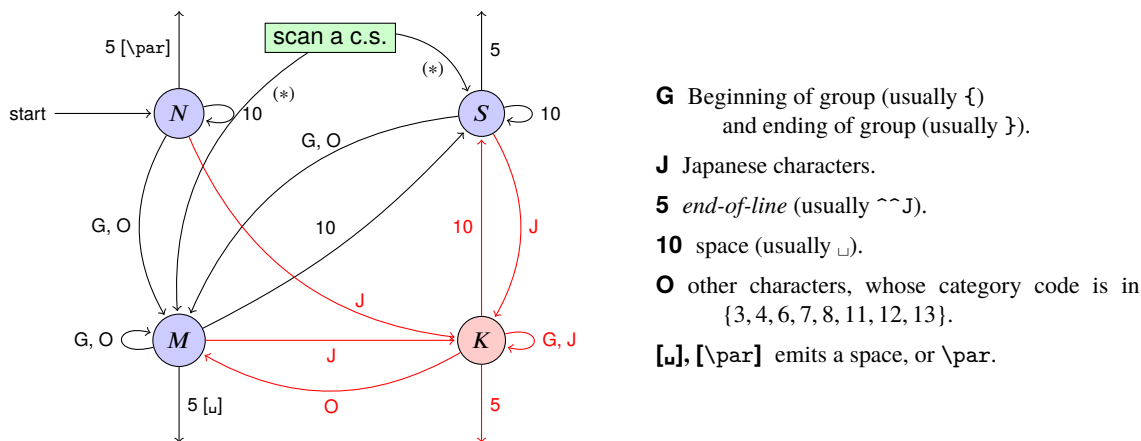 5 [\par]
scan a c.s.
5
(*)
(*)
start
N
10
S
10
G, O
G, O
10
10
J
J
G, O
M
J
K
G, J
O
5 [␣]
5
G Beginning of group (usually {)
and ending of group (usually }).
J Japanese characters.
5 end-of-line (usually ^^J).
10 space (usually ␣).
O other characters, whose category code is in
{3, 4, 6, 7, 8, 11, 12, 13}.
[␣], [\par] emits a space, or \par.